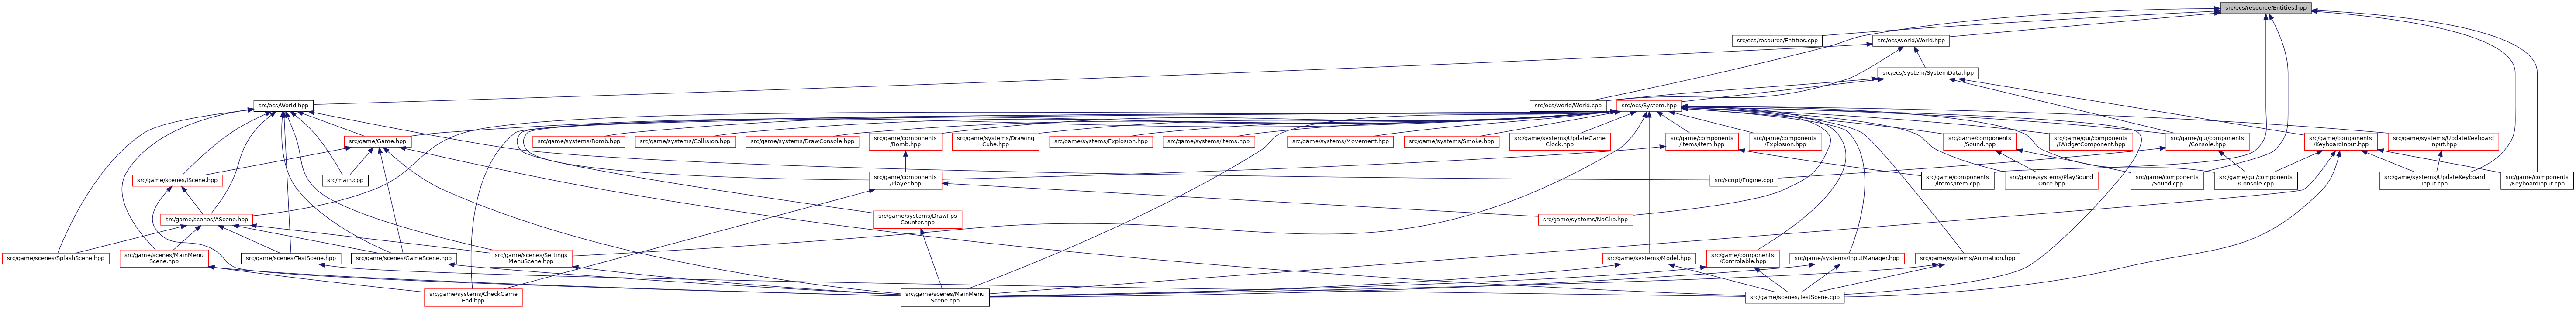 src/ecs/resource/Entities.hpp
src/ecs/resource/Entities.cpp
src/ecs/world/World.hpp
src/ecs/system/SystemData.hpp
src/ecs/World.hpp
src/ecs/world/World.cpp
src/ecs/System.hpp
src/game/Game.hpp
src/game/systems/Bomb.hpp
src/game/systems/Collision.hpp
src/game/systems/DrawConsole.hpp
src/game/components
/Bomb.hpp
src/game/systems/Drawing
Cube.hpp
src/game/systems/Explosion.hpp
src/game/systems/Items.hpp
src/game/systems/Movement.hpp
src/game/systems/Smoke.hpp
src/game/systems/UpdateGame
Clock.hpp
src/game/components
/items/Item.hpp
src/game/components
/Explosion.hpp
src/game/components
/Sound.hpp
src/game/gui/components
/IWidgetComponent.hpp
src/game/gui/components
/Console.hpp
src/game/components
/KeyboardInput.hpp
src/game/systems/UpdateKeyboard
Input.hpp
src/game/scenes/IScene.hpp
src/main.cpp
src/game/components
/Player.hpp
src/script/Engine.cpp
src/game/components
/items/Item.cpp
src/game/systems/PlaySound
Once.hpp
src/game/components
/Sound.cpp
src/game/gui/components
/Console.cpp
src/game/systems/UpdateKeyboard
Input.cpp
src/game/components
/KeyboardInput.cpp
src/game/scenes/AScene.hpp
src/game/systems/DrawFps
Counter.hpp
src/game/systems/NoClip.hpp
src/game/scenes/SplashScene.hpp
src/game/scenes/MainMenu
Scene.hpp
src/game/scenes/TestScene.hpp
src/game/scenes/GameScene.hpp
src/game/scenes/Settings
MenuScene.hpp
src/game/systems/Model.hpp
src/game/components
/Controlable.hpp
src/game/systems/InputManager.hpp
src/game/systems/Animation.hpp
src/game/systems/CheckGame
End.hpp
src/game/scenes/MainMenu
Scene.cpp
src/game/scenes/TestScene.cpp